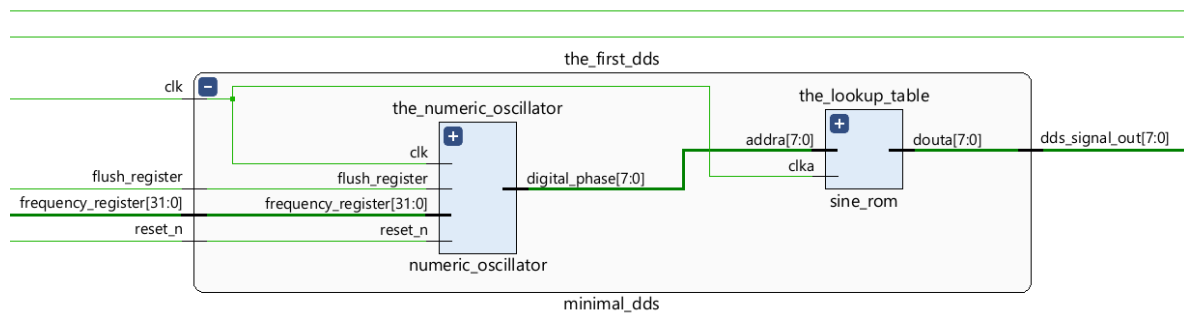 the_first_dds
clk
the_numeric_oscillator
the_lookup_table
clk
addra[7:0]
douta[7:0]
dds_signal_out[7:0]
clka
flush_register
flush_register
digital_phase[7:0]
sine_rom
frequency_register[31:0]
frequency_register[31:0]
reset_n
reset_n
numeric_oscillator
minimal_dds